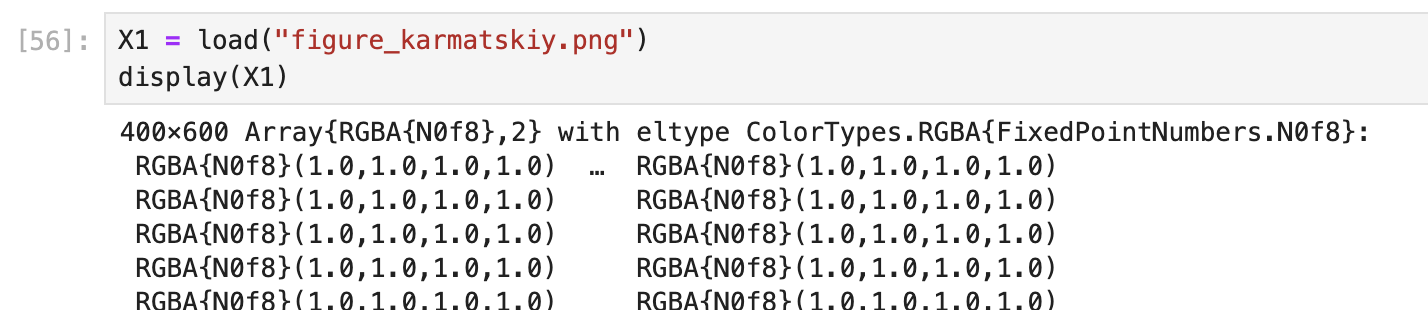 [56]: X1 = load("figure_karmatskiy.png")
display(X1)
400×600 Array{RGBA{N0f8},2} with eltype ColorTypes.RGBA{FixedPointNumbers.N0f8}:
RGBA{N0f8}(1.0,1.0,1.0,1.0) … RGBA{N0f8}(1.0,1.0,1.0,1.0)
RGBA{N0f8}(1.0,1.0,1.0,1.0) RGBA{N0f8}(1.0,1.0,1.0,1.0)
RGBA{N0f8}(1.0,1.0,1.0,1.0) RGBA{N0f8}(1.0,1.0,1.0,1.0)
RGBA{N0f8}(1.0,1.0,1.0,1.0) RGBA{N0f8}(1.0,1.0,1.0,1.0)
RGBA{N0f8}(1.0,1.0,1.0,1.0) RGBA{N0f8}(1.0,1.0,1.0,1.0)